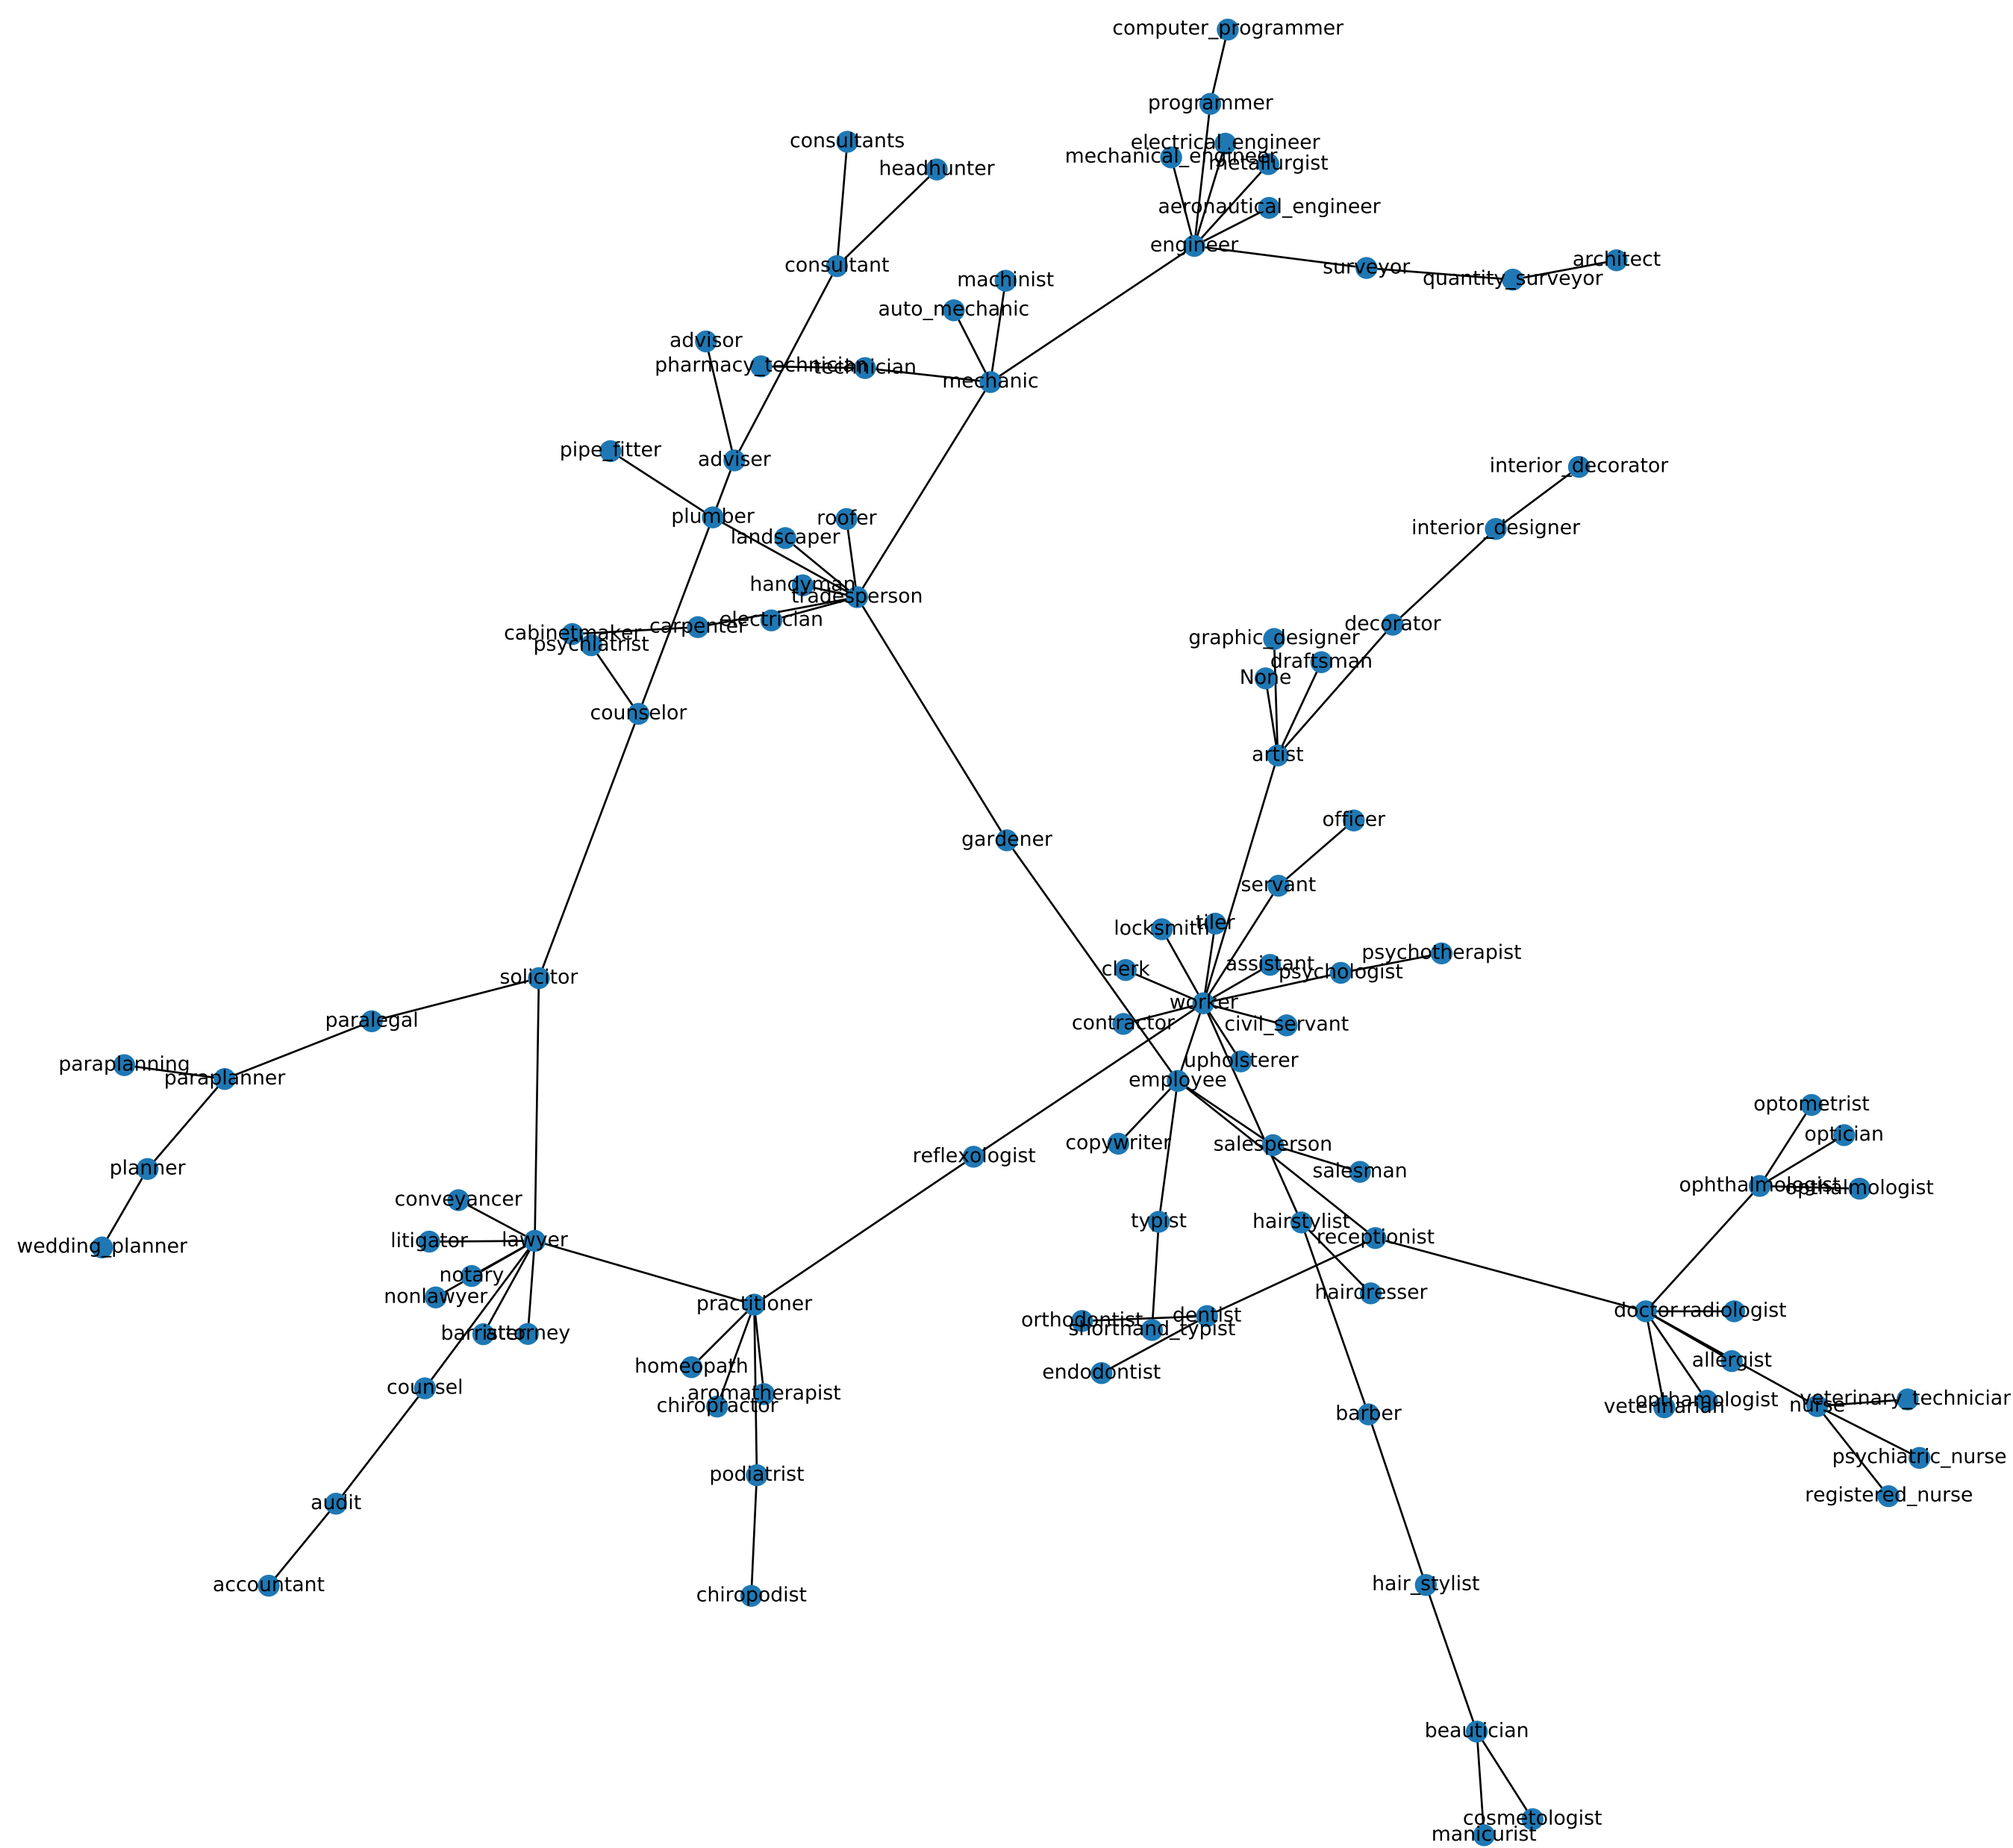 computer_programmer
programmer
consultants
electrical_engineer
mechanical_engineer
metallurgist
headhunter
aeronautical_engineer
engineer
architect
consultant
surveyor
quantity_surveyor
machinist
auto_mechanic
advisor
pharmacy_technician
technician
mechanic
pipe_fitter
adviser
interior_decorator
plumber
roofer
landscaper
interior_designer
handyman
tradesperson
electrician
carpenter
cabinetmaker
psychiatrist
decorator
graphic_designer
draftsman
None
counselor
artist
officer
gardener
servant
tiler
locksmith
psychotherapist
assistant
clerk
psychologist
solicitor
worker
paralegal
contractor
civil_servant
paraplanning
paraplanner
upholsterer
employee
optometrist
optician
copywriter
salesperson
reflexologist
planner
salesman
ophthalmologist
opthalmologist
conveyancer
typist
hairstylist
receptionist
litigator
lawyer
wedding_planner
notary
nonlawyer
practitioner
hairdresser
doctor
radiologist
dentist
orthodontist
shorthand_typist
barrister
attorney
allergist
homeopath
endodontist
counsel
aromatherapist
chiropractor
veterinary_technician
opthamologist
veterinarian
nurse
barber
psychiatric_nurse
podiatrist
registered_nurse
audit
accountant
chiropodist
hair_stylist
beautician
cosmetologist
manicurist